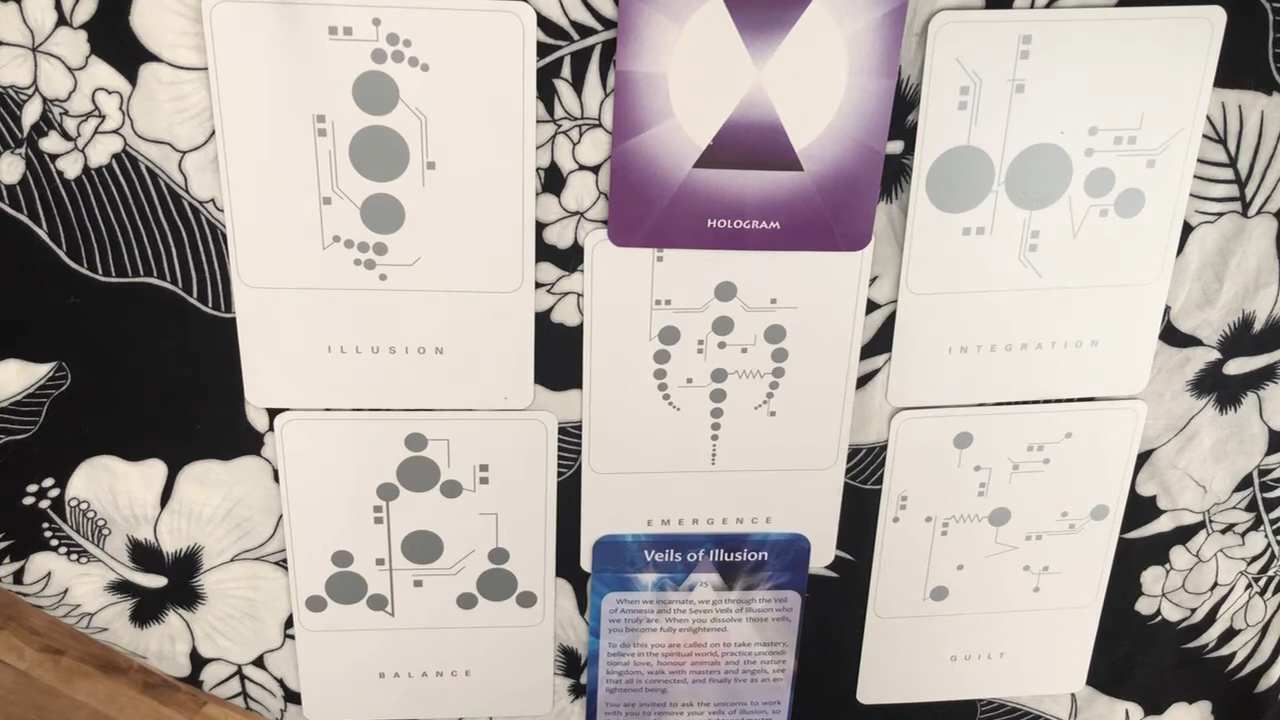 HOLOGRAM
ILLUSION
INTEGRATION
EMERGENCE
BALANCE
GUILT
Veils of Illusion
25
When we incarnate, we go through the Veil
of Amnesia and the Seven Veils of Illusion who
we truly are. When you dissolve those veils,
you become fully enlightened.
To do this you are called on to take mastery,
believe in the spiritual world, practice uncondi-
tional love, honour animals and the nature
kingdom, walk with masters and angels, see
that all is connected, and finally live as an en-
lightened being.
You are invited to ask the unicorns to work
with you to remove your veils of illusion, so